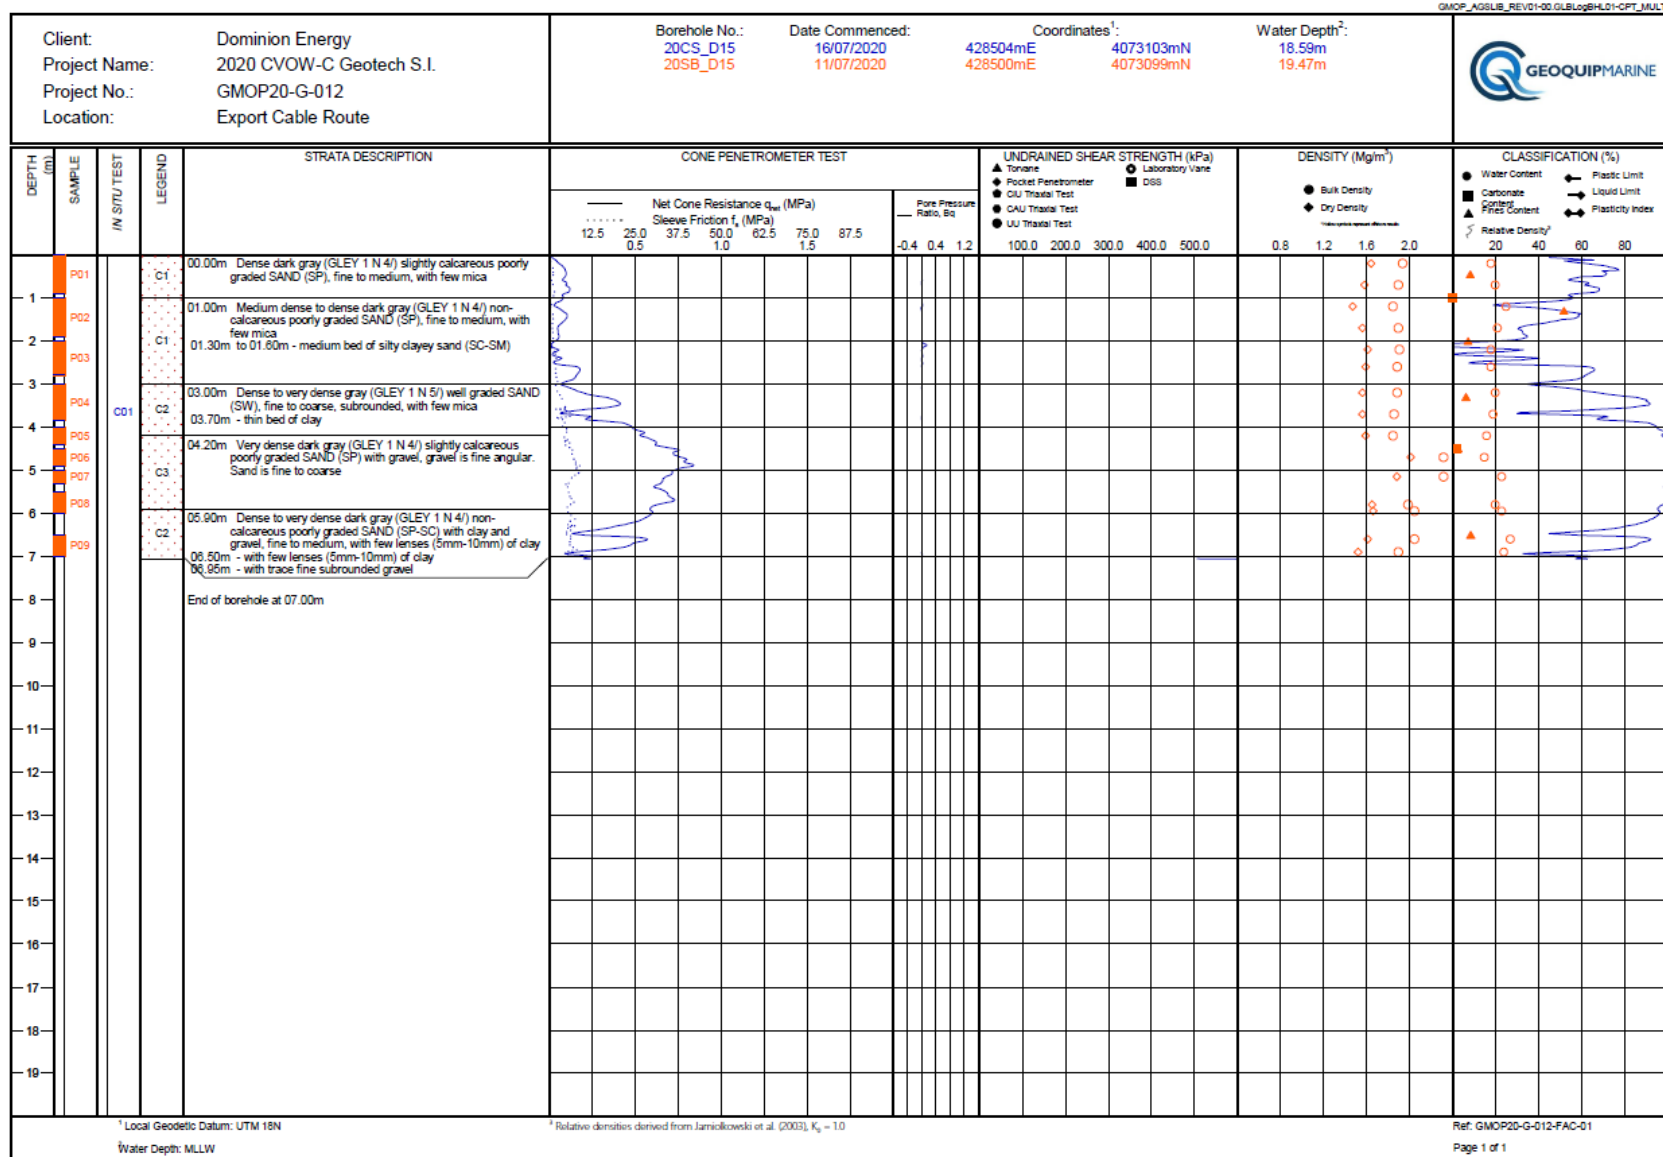 GMOP_AGSLIB_REV01-00.GLBLogBHL01-CPT_MULT
Client: Dominion Energy
Project Name: 2020 CVOW-C Geotech S.I.
Project No.: GMOP20-G-012
Location: Export Cable Route
Borehole No.: Date Commenced: Coordinates¹: Water Depth²:
20CS_D15 16/07/2020 428504mE 4073103mN 18.59m
20SB_D15 11/07/2020 428500mE 4073099mN 19.47m
GEOQUIPMARINE
DEPTH (m)
SAMPLE
IN SITU TEST
LEGEND
STRATA DESCRIPTION
CONE PENETROMETER TEST
Net Cone Resistance qnet (MPa)
Sleeve Friction fs (MPa)
12.5 25.0 37.5 50.0 62.5 75.0 87.5
0.5 1.0 1.5
Pore Pressure
Ratio, Bq
-0.4 0.4 1.2
UNDRAINED SHEAR STRENGTH (kPa)
Torvane
Laboratory Vane
Pocket Penetrometer
DSS
CIU Triaxial Test
CAU Triaxial Test
UU Triaxial Test
100.0 200.0 300.0 400.0 500.0
DENSITY (Mg/m³)
Bulk Density
Dry Density
0.8 1.2 1.6 2.0
CLASSIFICATION (%)
Water Content
Plastic Limit
Carbonate
Content
Liquid Limit
Fines Content
Plasticity Index
Relative Density³
20 40 60 80
P01
P02
P03
P04
P05
P06
P07
P08
P09
C01
C1
C1
C2
C3
C2
00.00m Dense dark gray (GLEY 1 N 4/) slightly calcareous poorly
graded SAND (SP), fine to medium, with few mica
01.00m Medium dense to dense dark gray (GLEY 1 N 4/) non-
calcareous poorly graded SAND (SP), fine to medium, with
few mica
01.30m to 01.60m - medium bed of silty clayey sand (SC-SM)
03.00m Dense to very dense gray (GLEY 1 N 5/) well graded SAND
(SW), fine to coarse, subrounded, with few mica
03.70m - thin bed of clay
04.20m Very dense dark gray (GLEY 1 N 4/) slightly calcareous
poorly graded SAND (SP) with gravel, gravel is fine angular.
Sand is fine to coarse
05.90m Dense to very dense dark gray (GLEY 1 N 4/) non-
calcareous poorly graded SAND (SP-SC) with clay and
gravel, fine to medium, with few lenses (5mm-10mm) of clay
06.50m - with few lenses (5mm-10mm) of clay
06.95m - with trace fine subrounded gravel
End of borehole at 07.00m
1
2
3
4
5
6
7
8
9
10
11
12
13
14
15
16
17
18
19
¹ Local Geodetic Datum: UTM 18N
² Water Depth: MLLW
³ Relative densities derived from Jamiolkowski et al. (2003), K₀ = 1.0
Ref: GMOP20-G-012-FAC-01
Page 1 of 1